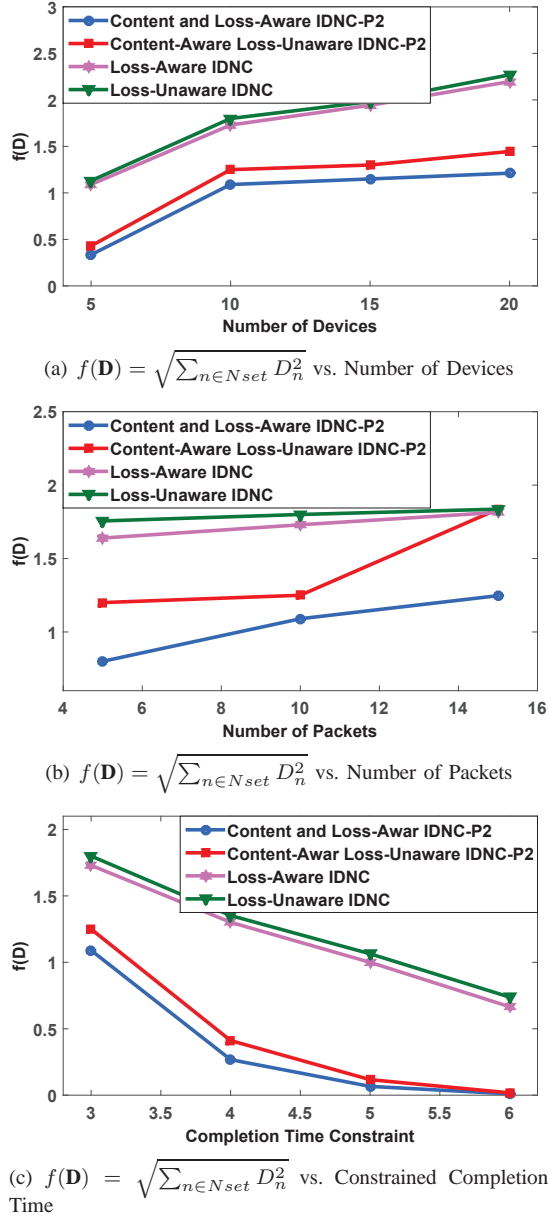 3
2.5
2
1.5
1
0.5
0
f(D)
Content and Loss-Aware IDNC-P2
Content-Aware Loss-Unaware IDNC-P2
Loss-Aware IDNC
Loss-Unaware IDNC
5 10 15 20
Number of Devices
(a) f(D) = √∑n∈Nset D²n vs. Number of Devices
2.5
2
1.5
1
f(D)
Content and Loss-Aware IDNC-P2
Content-Aware Loss-Unaware IDNC-P2
Loss-Aware IDNC
Loss-Unaware IDNC
4 6 8 10 12 14 16
Number of Packets
(b) f(D) = √∑n∈Nset D²n vs. Number of Packets
2
1.5
1
0.5
0
f(D)
Content and Loss-Awar IDNC-P2
Content-Awar Loss-Unaware IDNC-P2
Loss-Aware IDNC
Loss-Unaware IDNC
3 3.5 4 4.5 5 5.5 6
Completion Time Constraint
(c) f(D) = √∑n∈Nset D²n vs. Constrained Completion
Time